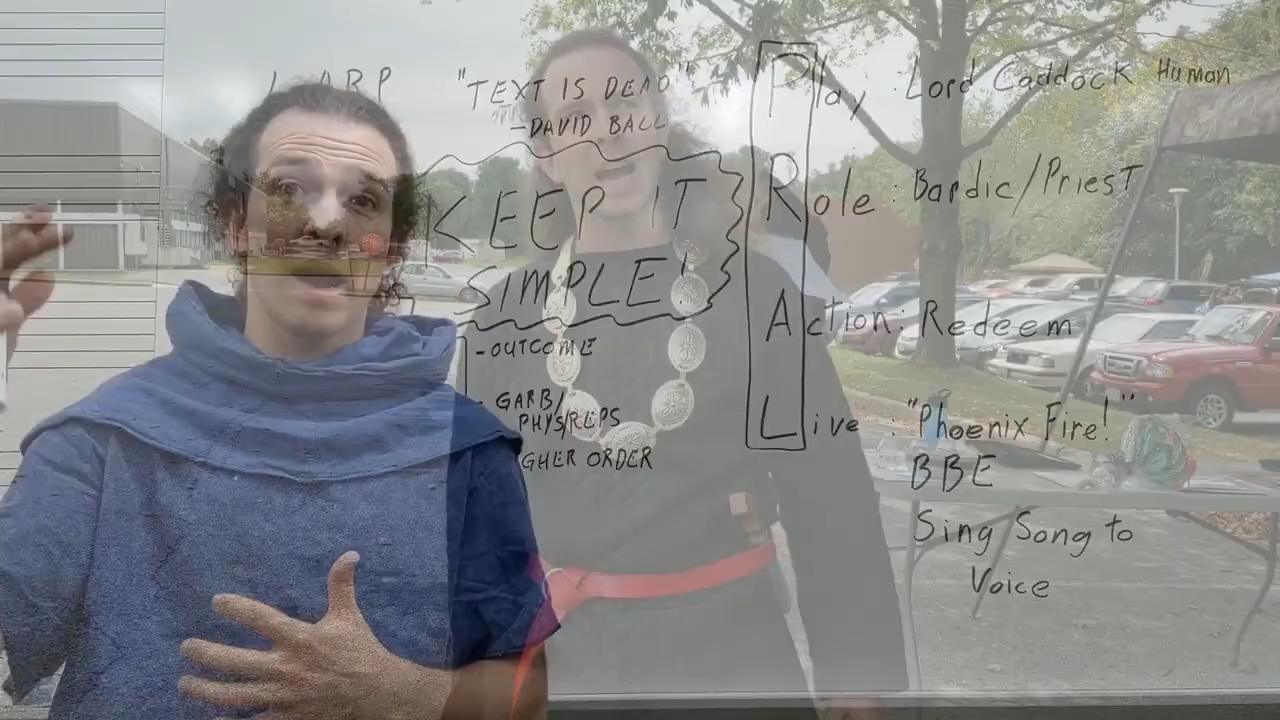 LARP
"TEXT IS DEAD"
-DAVID BALL
KEEP IT
SIMPLE!
-OUTCOME
- GARB/
PHYS/REPS
GHER ORDER
Play : Lord Caddock Human
Role : Bardic/Priest
Action : Redeem
Live : "Phoenix Fire!"
BBE
Sing Song to
Voice